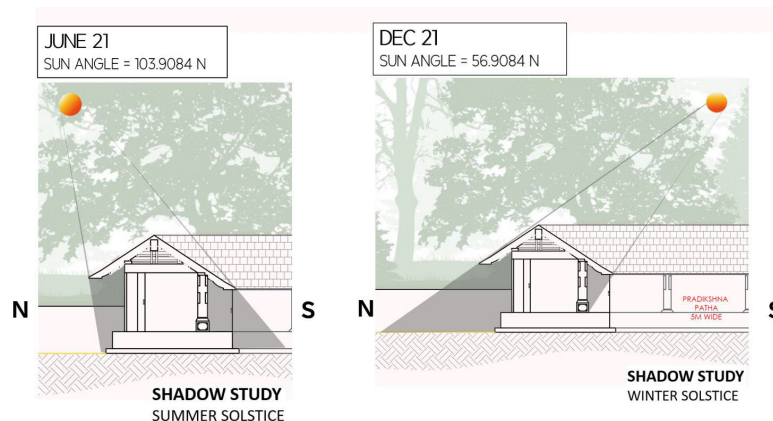 JUNE 21
SUN ANGLE = 103.9084 N
N
S
SHADOW STUDY
SUMMER SOLSTICE
DEC 21
SUN ANGLE = 56.9084 N
N
PRADIKSHNA
PATHA
5M WIDE
S
SHADOW STUDY
WINTER SOLSTICE